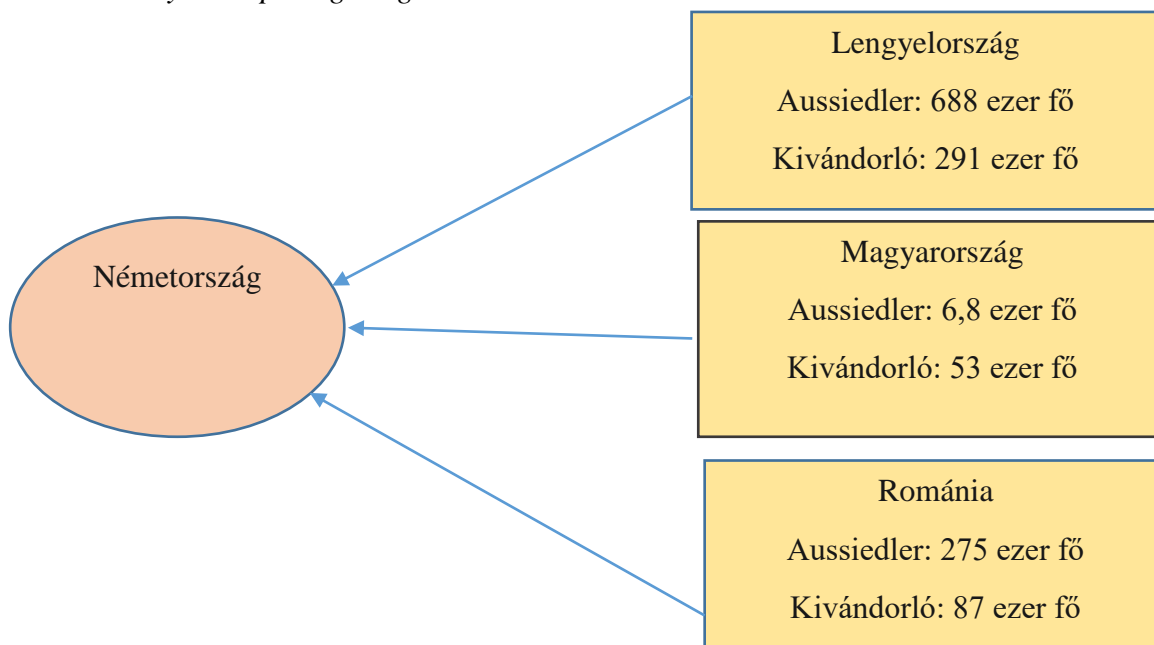 Németország
Lengyelország
Aussiedler: 688 ezer fő
Kivándorló: 291 ezer fő
Magyarország
Aussiedler: 6,8 ezer fő
Kivándorló: 53 ezer fő
Románia
Aussiedler: 275 ezer fő
Kivándorló: 87 ezer fő